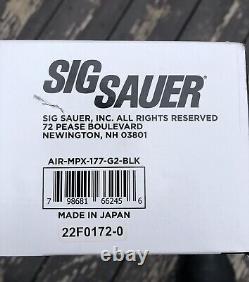 SIG
SAUER®
SIG SAUER, INC. ALL RIGHTS RESERVED
72 PEASE BOULEVARD
NEWINGTON, NH 03801
AIR-MPX-177-G2-BLK
7 98681 66245 6
MADE IN JAPAN
22F0172-0